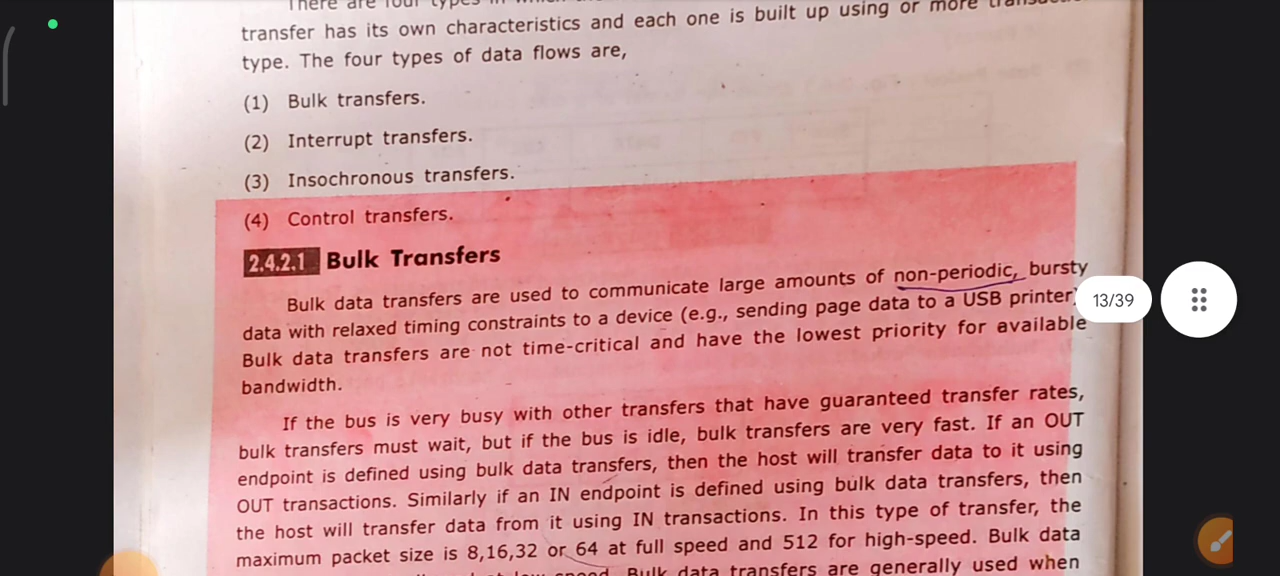 There are four types in which
transfer has its own characteristics and each one is built up using or more
type. The four types of data flows are,
(1) Bulk transfers.
(2) Interrupt transfers.
(3) Insochronous transfers.
(4) Control transfers.
2.4.2.1 Bulk Transfers
Bulk data transfers are used to communicate large amounts of non-periodic, bursty
data with relaxed timing constraints to a device (e.g., sending page data to a USB printer)
13/39
Bulk data transfers are not time-critical and have the lowest priority for available
bandwidth.
If the bus is very busy with other transfers that have guaranteed transfer rates,
bulk transfers must wait, but if the bus is idle, bulk transfers are very fast. If an OUT
endpoint is defined using bulk data transfers, then the host will transfer data to it using
OUT transactions. Similarly if an IN endpoint is defined using bulk data transfers, then
the host will transfer data from it using IN transactions. In this type of transfer, the
maximum packet size is 8,16,32 or 64 at full speed and 512 for high-speed. Bulk data
speed. Bulk data transfers are generally used when